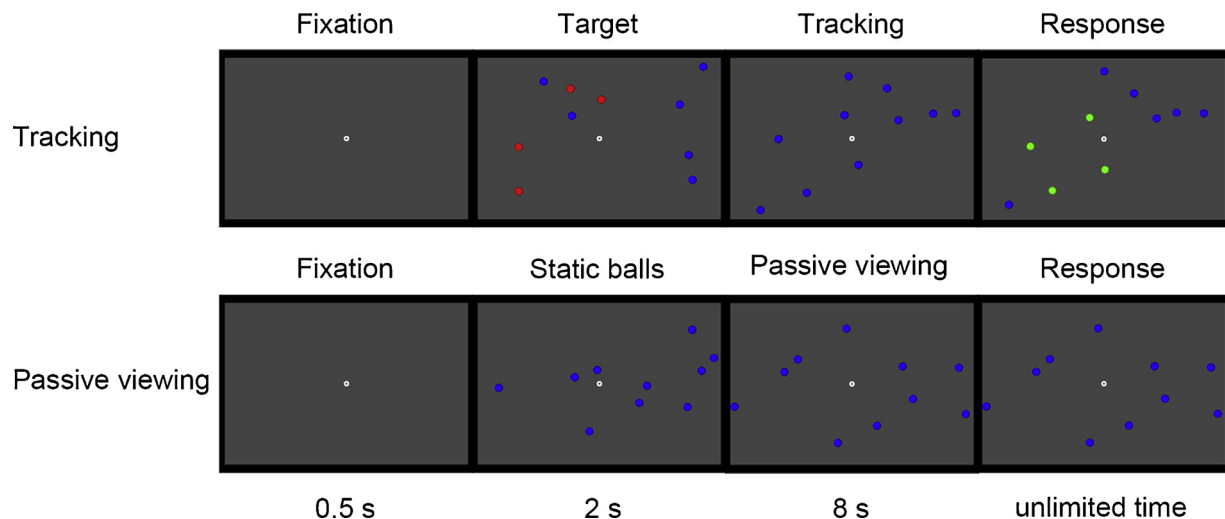 Fixation Target Tracking Response
Tracking
Fixation Static balls Passive viewing Response
Passive viewing
0.5 s 2 s 8 s unlimited time